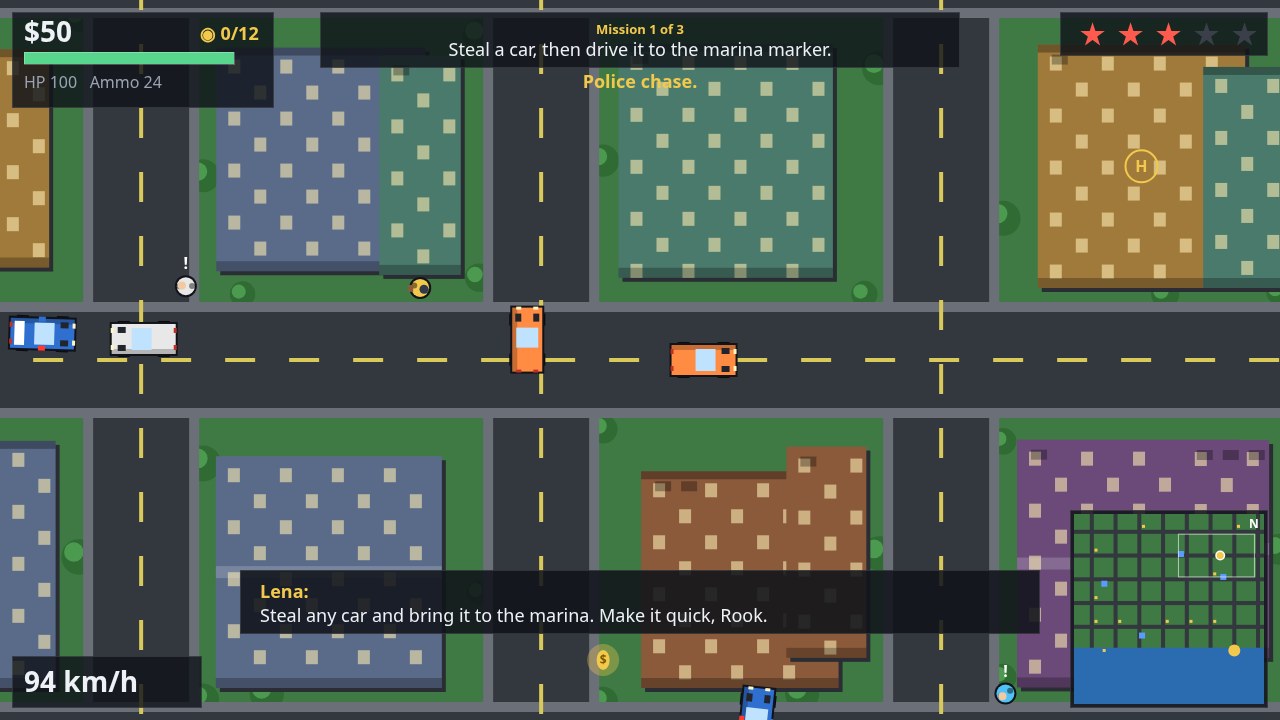 $50
0/12
HP 100 Ammo 24
Mission 1 of 3
Steal a car, then drive it to the marina marker.
Police chase.
H
!
$
Lena:
Steal any car and bring it to the marina. Make it quick, Rook.
N
!
94 km/h